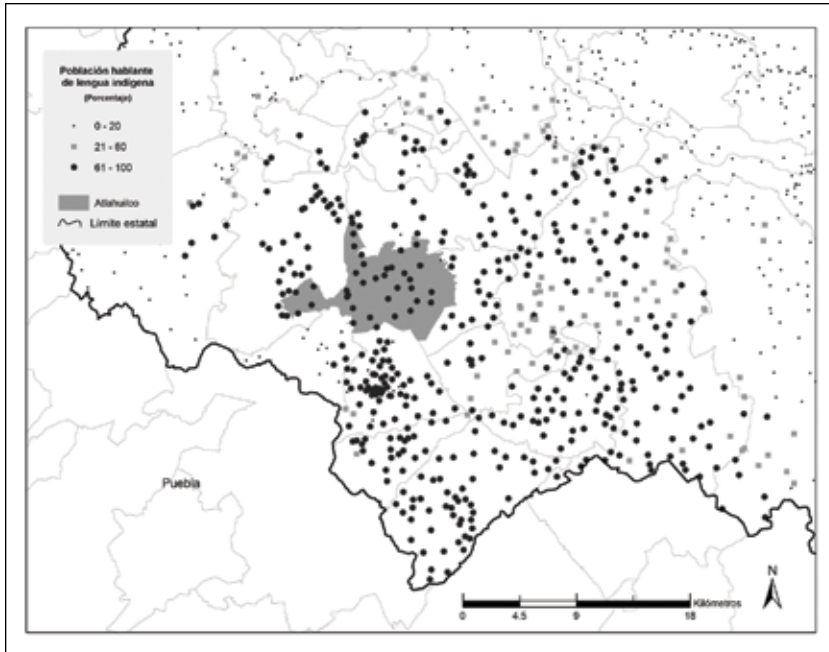 Población hablante
de lengua indígena
(Porcentaje)
0 - 20
21 - 60
61 - 100
Atlahuilco
Límite estatal
Puebla
N
Kilómetros
0 4.5 9 18